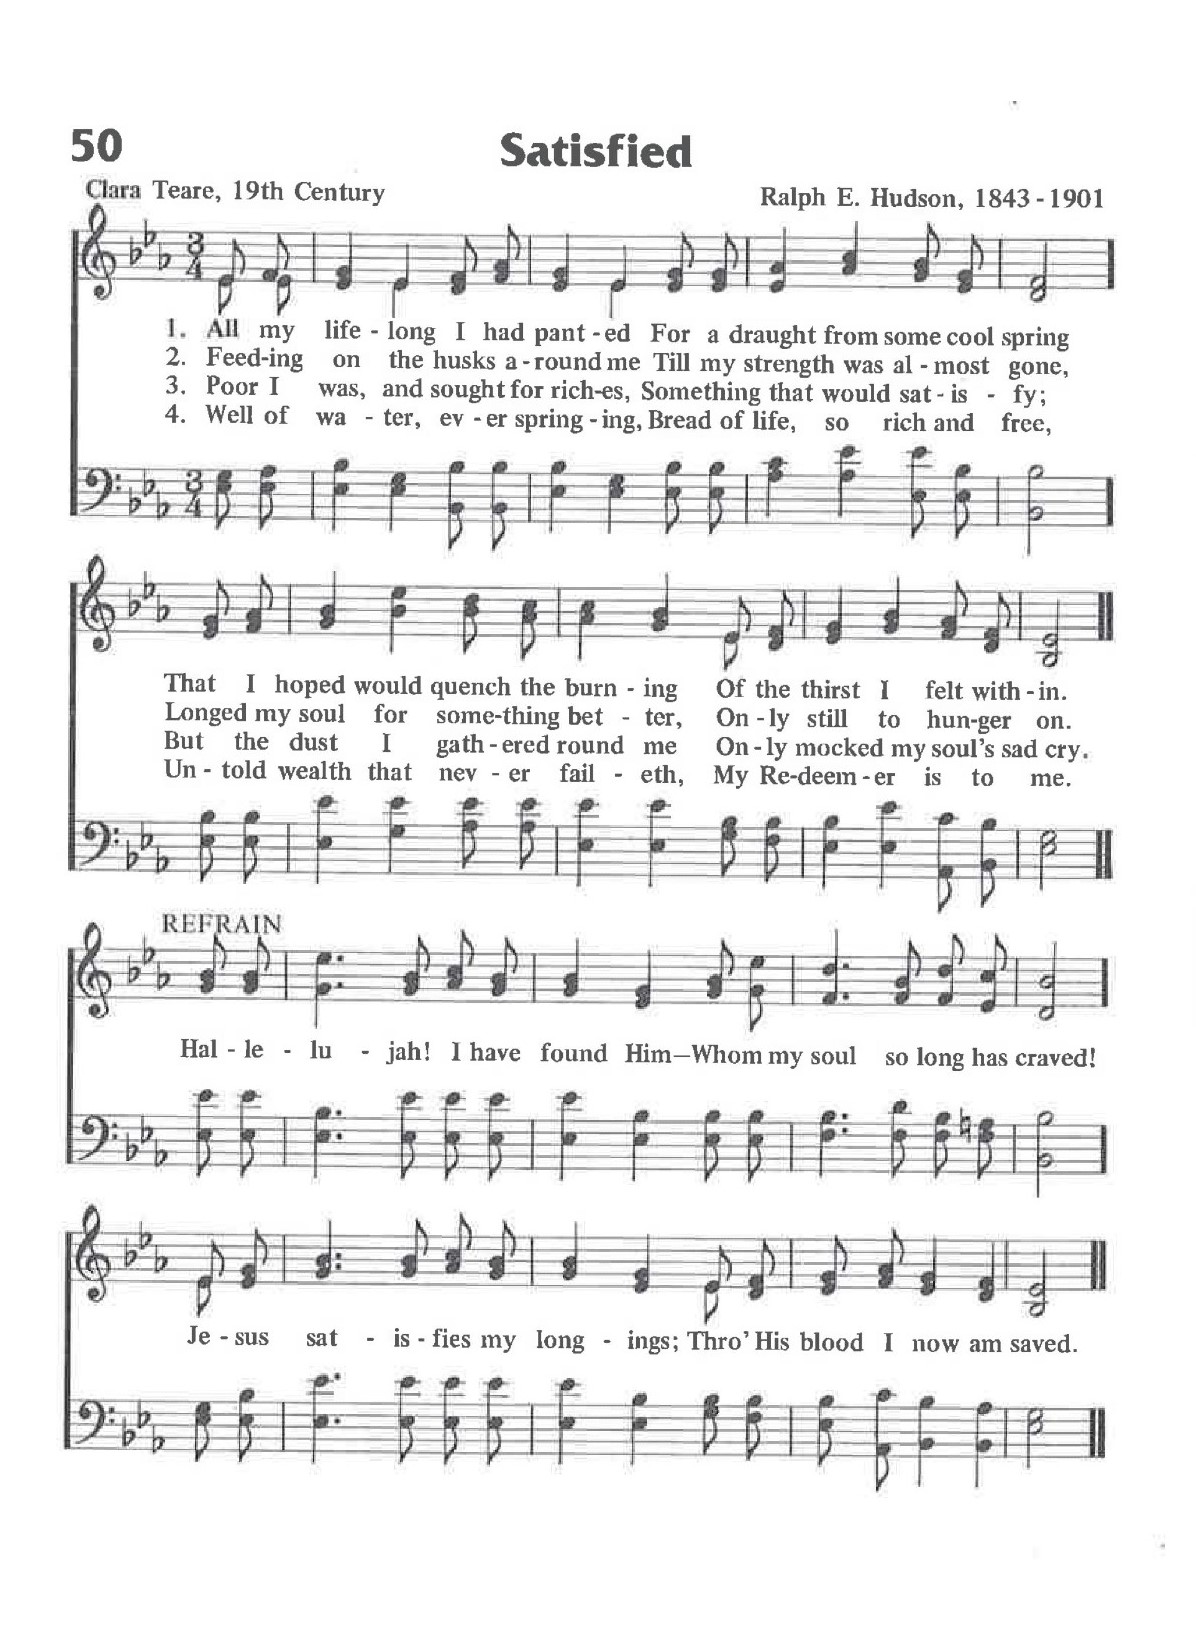 50
Satisfied
Clara Teare, 19th Century
Ralph E. Hudson, 1843 - 1901
3
4
1. All my life - long I had pant - ed For a draught from some cool spring
2. Feed-ing on the husks a - round me Till my strength was al - most gone,
3. Poor I was, and sought for rich-es, Something that would sat - is - fy;
4. Well of wa - ter, ev - er spring - ing, Bread of life, so rich and free,
3
4
That I hoped would quench the burn - ing Of the thirst I felt with - in.
Longed my soul for some-thing bet - ter, On - ly still to hun-ger on.
But the dust I gath - ered round me On - ly mocked my soul's sad cry.
Un - told wealth that nev - er fail - eth, My Re-deem - er is to me.
REFRAIN
Hal - le - lu - jah! I have found Him—Whom my soul so long has craved!
Je - sus sat - is - fies my long - ings; Thro' His blood I now am saved.